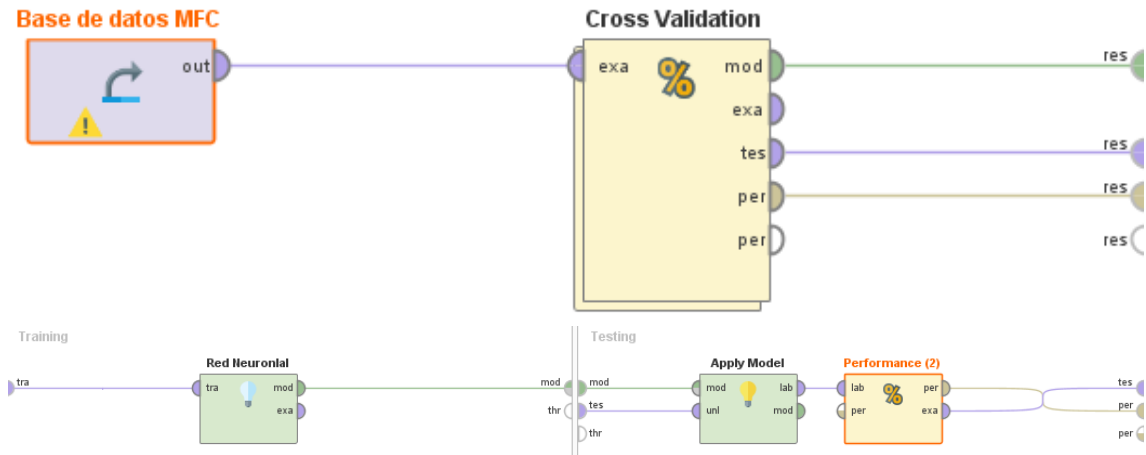 Base de datos MFC
Cross Validation
out
exa
mod
res
exa
tes
res
per
res
per
res
Training
Testing
Red Neuronlal
Apply Model
Performance (2)
tra
tra
mod
mod
mod
mod
lab
lab
per
tes
exa
thr
tes
unl
mod
per
exa
per
thr
per